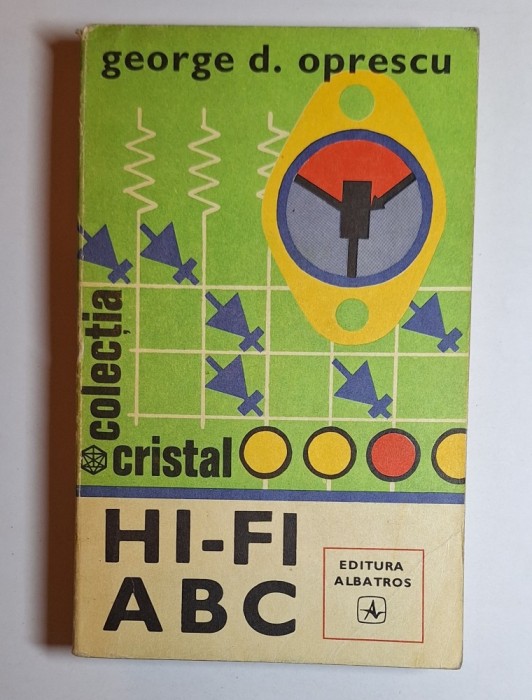 george d. oprescu
colecția
cristal
HI-FI
ABC
EDITURA
ALBATROS